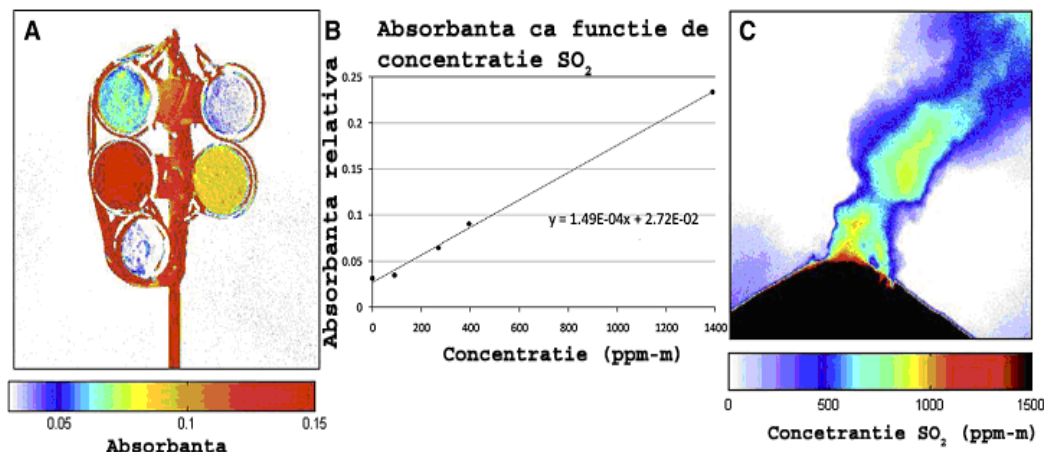 A
B
Absorbanta ca functie de
concentratie SO₂
C
Absorbanta relativa
0.25
0.2
0.15
0.1
0.05
0
y = 1.49E-04x + 2.72E-02
0 200 400 600 800 1000 1200 1400
Concentratie (ppm-m)
0.05 0.1 0.15
Absorbanta
0 500 1000 1500
Concetrantie SO₂ (ppm-m)